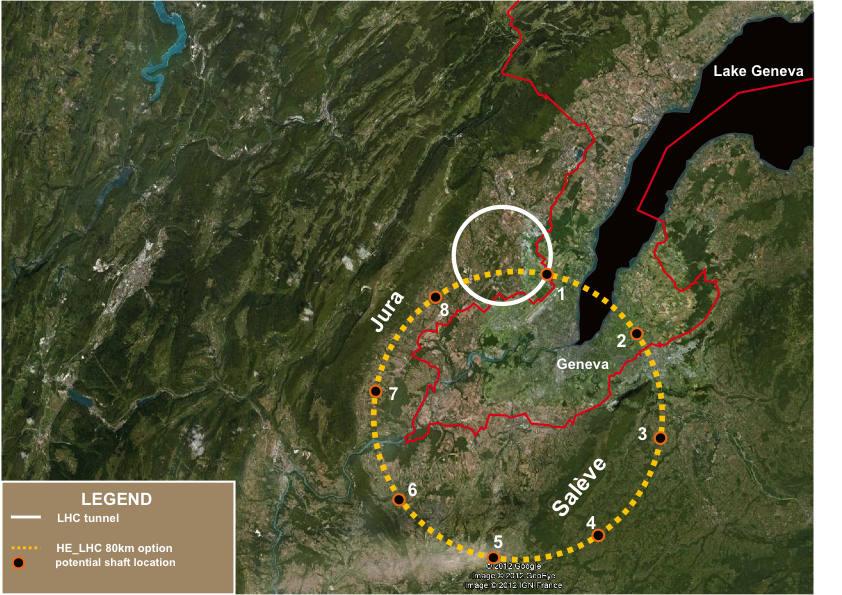 Lake Geneva
1
8
Jura
2
Geneva
7
3
Salève
6
4
5
LEGEND
LHC tunnel
HE_LHC 80km option
potential shaft location
© 2012 Google
Image © 2012 GeoEye
Image © 2012 IGN-France